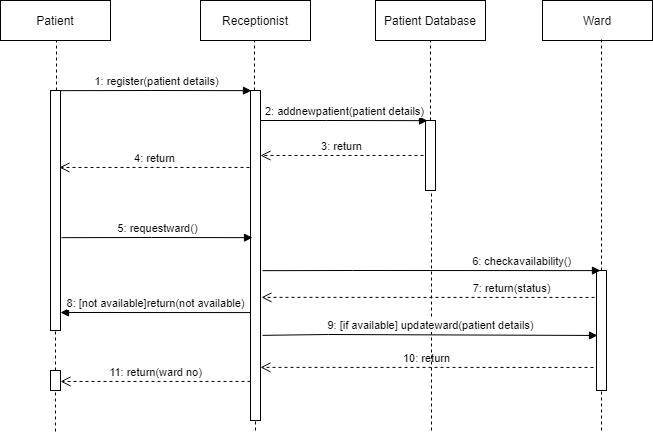 Patient
Receptionist
Patient Database
Ward
1: register(patient details)
2: addnewpatient(patient details)
3: return
4: return
5: requestward()
6: checkavailability()
7: return(status)
8: [not available]return(not available)
9: [if available] updateward(patient details)
10: return
11: return(ward no)